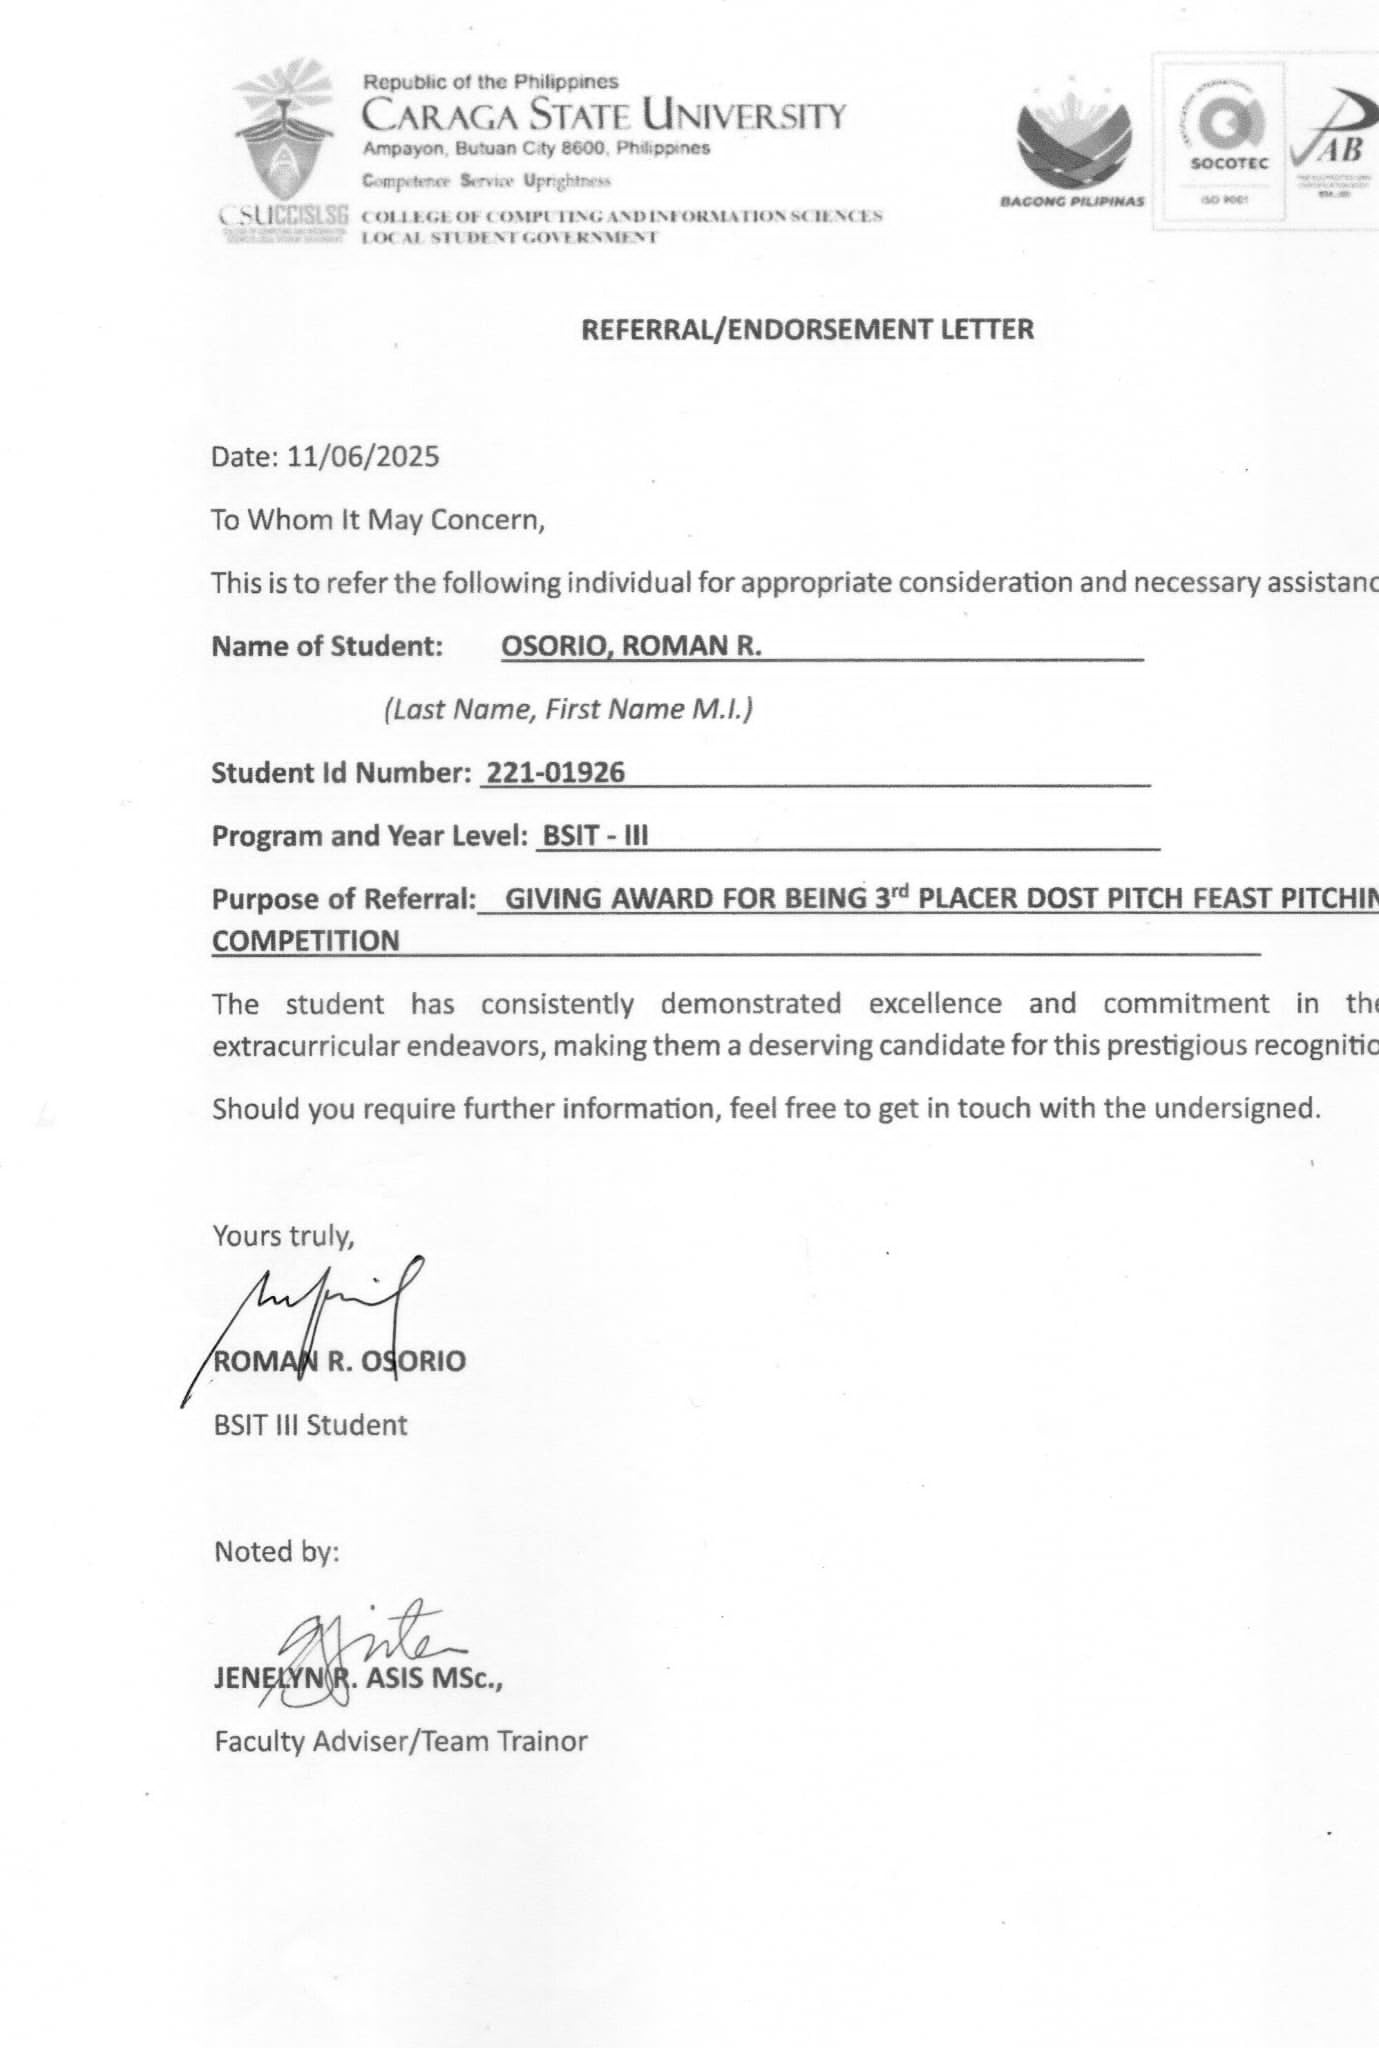 Republic of the Philippines
CARAGA STATE UNIVERSITY
Ampayon, Butuan City 8600, Philippines
Competence Service Uprightness
CSUCCISLSG
COLLEGE OF COMPUTING AND INFORMATION SCIENCES
LOCAL STUDENT GOVERNMENT
BAGONG PILIPINAS
SOCOTEC
ISO 9001
PAB
REFERRAL/ENDORSEMENT LETTER
Date: 11/06/2025
To Whom It May Concern,
This is to refer the following individual for appropriate consideration and necessary assistanc
Name of Student: OSORIO, ROMAN R.
(Last Name, First Name M.I.)
Student Id Number: 221-01926
Program and Year Level: BSIT - III
Purpose of Referral: GIVING AWARD FOR BEING 3rd PLACER DOST PITCH FEAST PITCHIN
COMPETITION
The student has consistently demonstrated excellence and commitment in the
extracurricular endeavors, making them a deserving candidate for this prestigious recognitio
Should you require further information, feel free to get in touch with the undersigned.
Yours truly,
ROMAN R. OSORIO
BSIT III Student
Noted by:
JENELYN R. ASIS MSc.,
Faculty Adviser/Team Trainor